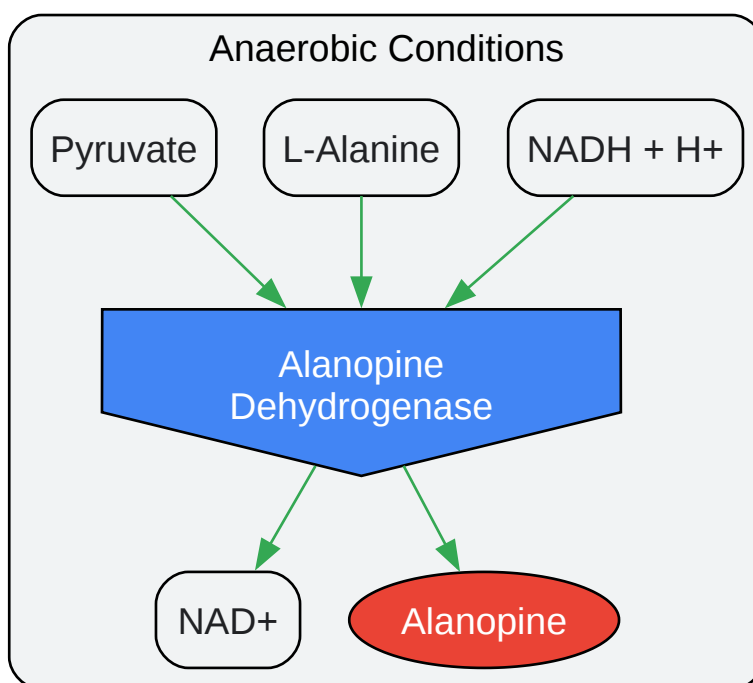 Anaerobic Conditions
Pyruvate
L-Alanine
NADH + H+
Alanopine
Dehydrogenase
NAD+
Alanopine